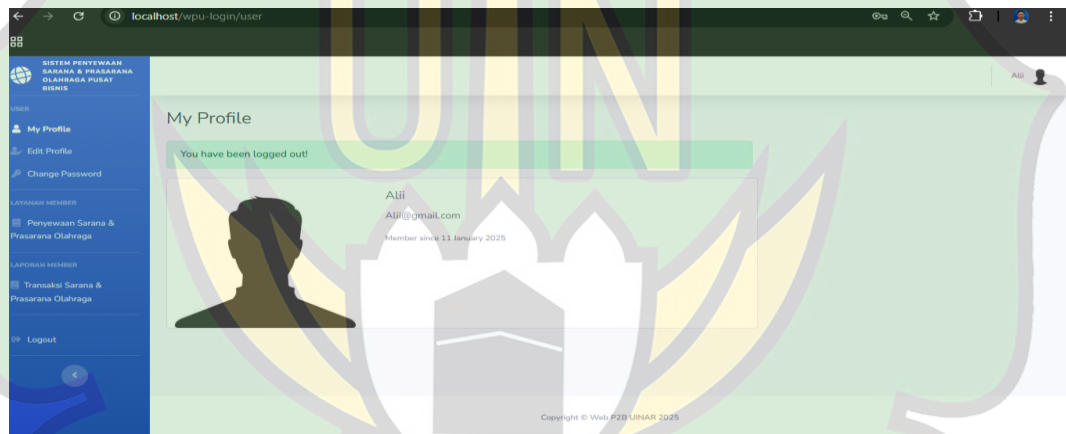 localhost/wpu-login/user
SISTEM PENYEWAAN
SARANA & PRASARANA
OLAHRAGA PUSAT
BISNIS
Alii
USER
My Profile
Edit Profile
Change Password
LAYANAN MEMBER
Penyewaan Sarana &
Prasarana Olahraga
LAPORAN MEMBER
Transaksi Sarana &
Prasarana Olahraga
Logout
My Profile
You have been logged out!
Alii
Alii@gmail.com
Member since 11 January 2025
Copyright © Web P2B UINAR 2025
UIN